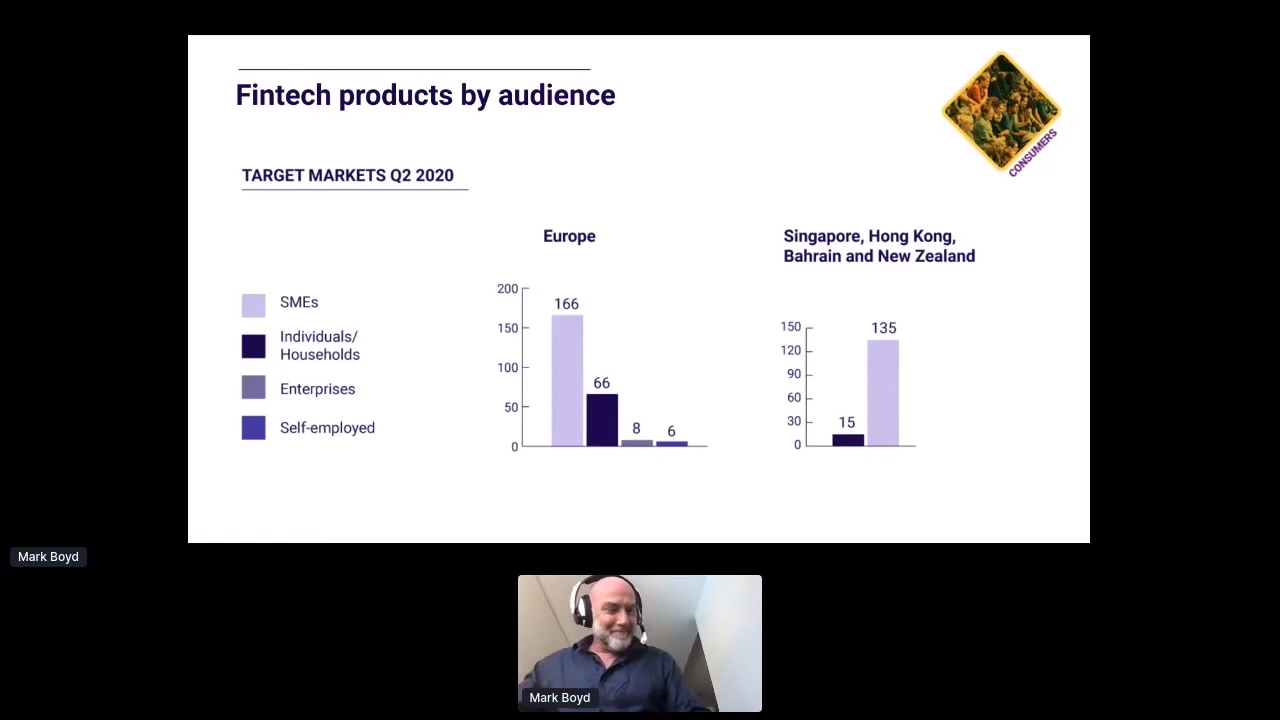 Fintech products by audience
CONSUMERS
TARGET MARKETS Q2 2020
SMEs
Individuals/
Households
Enterprises
Self-employed
Europe
200
150
100
50
0
166
66
8
6
Singapore, Hong Kong,
Bahrain and New Zealand
150
120
90
60
30
0
15
135
Mark Boyd
Mark Boyd